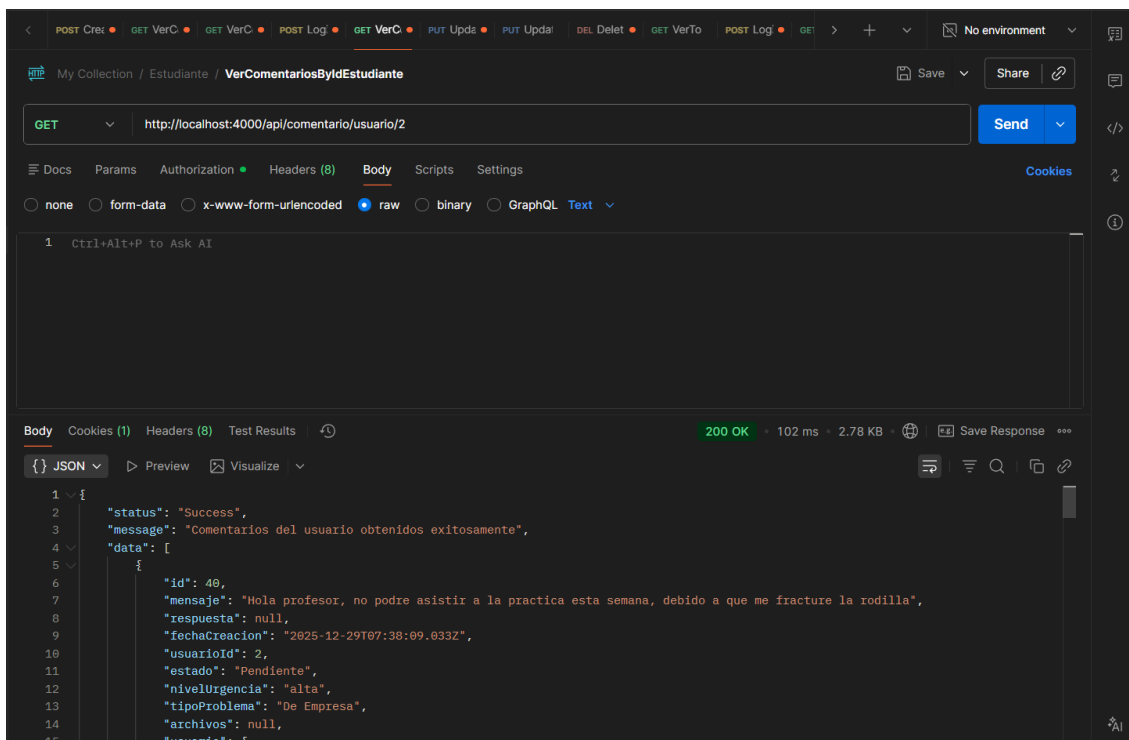 POST Crea GET VerC GET VerC POST Logi GET VerC PUT Upda PUT Updat DEL Delet GET VerTo POST Logi GET No environment
HTTP My Collection / Estudiante / VerComentariosByIdEstudiante Save Share
GET http://localhost:4000/api/comentario/usuario/2 Send
Docs Params Authorization Headers (8) Body Scripts Settings Cookies
none form-data x-www-form-urlencoded raw binary GraphQL Text
1 Ctrl+Alt+P to Ask AI
Body Cookies (1) Headers (8) Test Results 200 OK 102 ms 2.78 KB e.g. Save Response
{} JSON Preview Visualize
1 {
2 "status": "Success",
3 "message": "Comentarios del usuario obtenidos exitosamente",
4 "data": [
5 {
6 "id": 40,
7 "mensaje": "Hola profesor, no podre asistir a la practica esta semana, debido a que me fracture la rodilla",
8 "respuesta": null,
9 "fechaCreacion": "2025-12-29T07:38:09.033Z",
10 "usuarioId": 2,
11 "estado": "Pendiente",
12 "nivelUrgencia": "alta",
13 "tipoProblema": "De Empresa",
14 "archivos": null,
AI